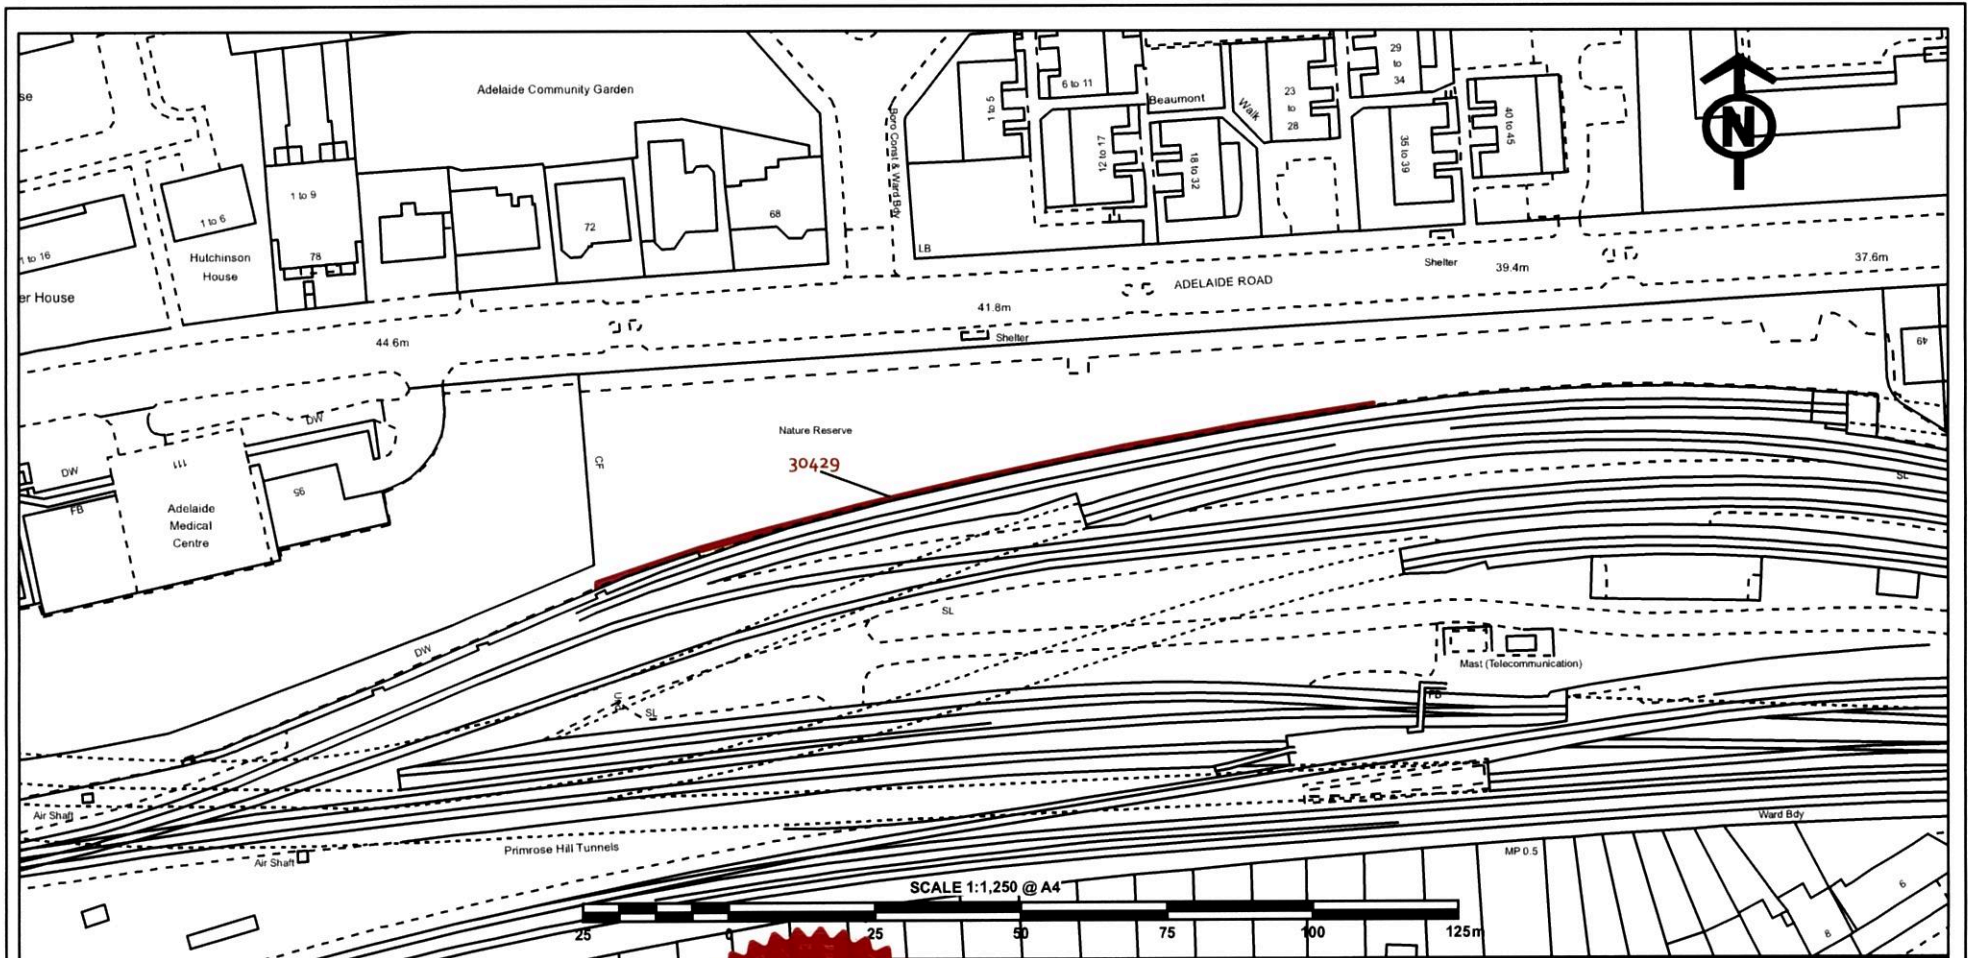 Adelaide Community Garden
se
1 to 6
1 to 9
78
Hutchinson
House
1 to 16
er House
72
68
Boro Const & Ward Bdy
LB
1 to 5
6 to 11
12 to 17
Beaumont
Walk
18 to 32
23
to
28
29
to
34
35 to 39
40 to 45
N
44.6m
41.8m
Shelter
ADELAIDE ROAD
Shelter
39.4m
37.6m
49
DW
DW
111
95
FB
Adelaide
Medical
Centre
CF
Nature Reserve
30429
SL
SL
DW
SL
Mast (Telecommunication)
FB
Air Shaft
Air Shaft
Primrose Hill Tunnels
Ward Bdy
MP 0.5
6
8
SCALE 1:1,250 @ A4
25 0 25 50 75 100 125m